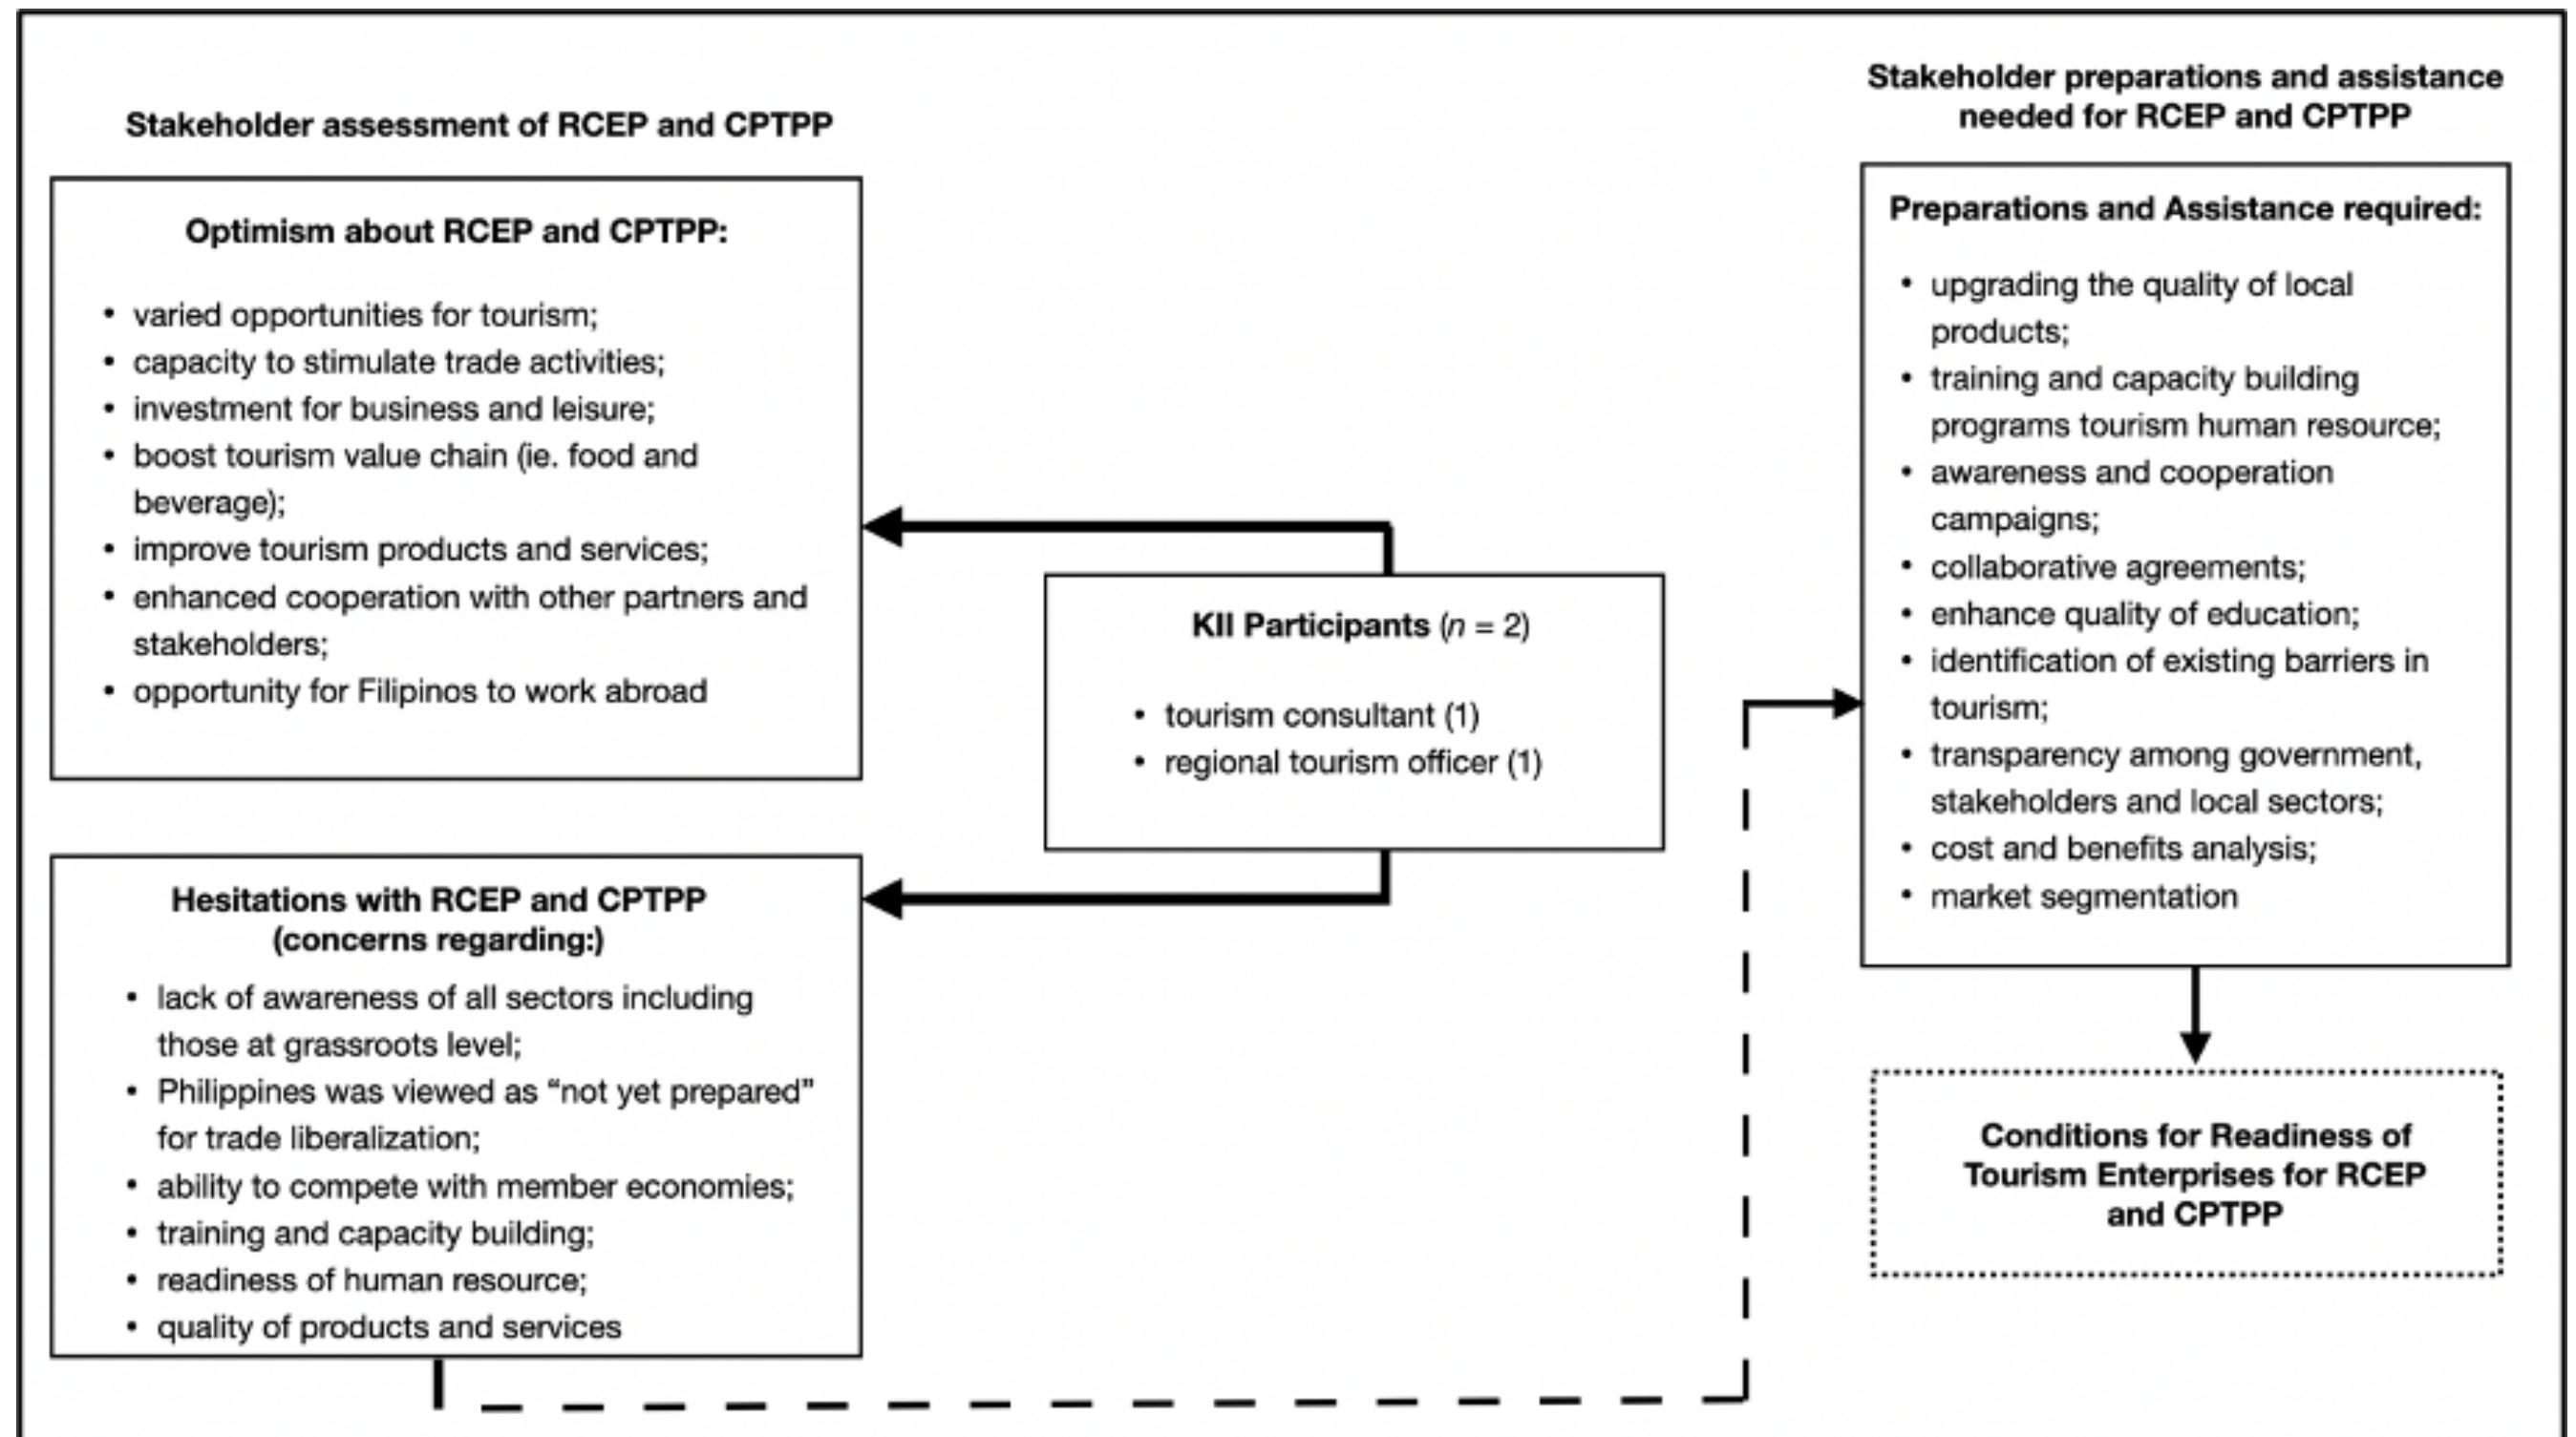 Stakeholder assessment of RCEP and CPTPP
Optimism about RCEP and CPTPP:
• varied opportunities for tourism;
• capacity to stimulate trade activities;
• investment for business and leisure;
• boost tourism value chain (ie. food and
beverage);
• improve tourism products and services;
• enhanced cooperation with other partners and
stakeholders;
• opportunity for Filipinos to work abroad
Hesitations with RCEP and CPTPP
(concerns regarding:)
• lack of awareness of all sectors including
those at grassroots level;
• Philippines was viewed as “not yet prepared”
for trade liberalization;
• ability to compete with member economies;
• training and capacity building;
• readiness of human resource;
• quality of products and services
KII Participants (n = 2)
• tourism consultant (1)
• regional tourism officer (1)
Stakeholder preparations and assistance
needed for RCEP and CPTPP
Preparations and Assistance required:
• upgrading the quality of local
products;
• training and capacity building
programs tourism human resource;
• awareness and cooperation
campaigns;
• collaborative agreements;
• enhance quality of education;
• identification of existing barriers in
tourism;
• transparency among government,
stakeholders and local sectors;
• cost and benefits analysis;
• market segmentation
Conditions for Readiness of
Tourism Enterprises for RCEP
and CPTPP